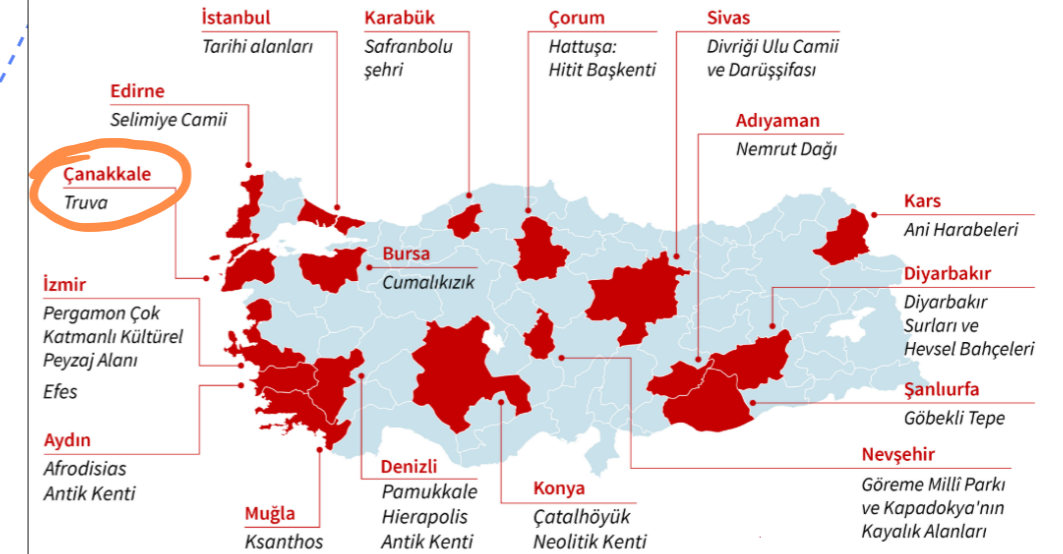 İstanbul
Tarihi alanları
Karabük
Safranbolu
şehri
Çorum
Hattuşa:
Hitit Başkenti
Sivas
Divriği Ulu Camii
ve Darüşşifası
Edirne
Selimiye Camii
Adıyaman
Nemrut Dağı
Çanakkale
Truva
Kars
Ani Harabeleri
Bursa
Cumalıkızık
Diyarbakır
Diyarbakır
Surları ve
Hevsel Bahçeleri
İzmir
Pergamon Çok
Katmanlı Kültürel
Peyzaj Alanı
Efes
Şanlıurfa
Göbekli Tepe
Aydın
Afrodisias
Antik Kenti
Muğla
Ksanthos
Denizli
Pamukkale
Hierapolis
Antik Kenti
Konya
Çatalhöyük
Neolitik Kenti
Nevşehir
Göreme Millî Parkı
ve Kapadokya'nın
Kayalık Alanları